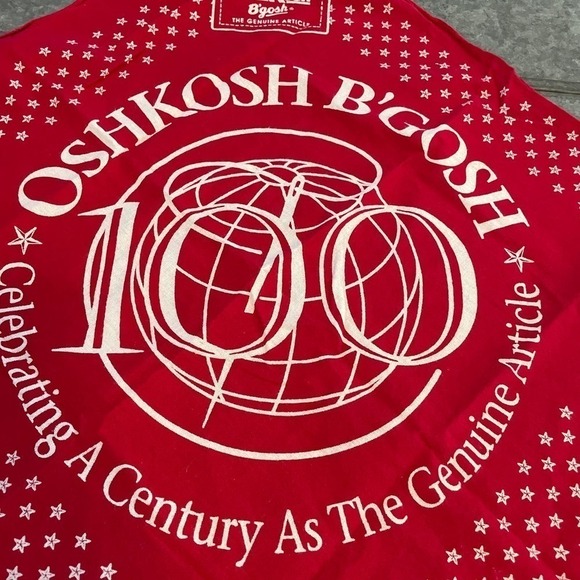 B'gosh
THE GENUINE ARTICLE
OSHKOSH B'GOSH
100
Celebrating A Century As The Genuine Article